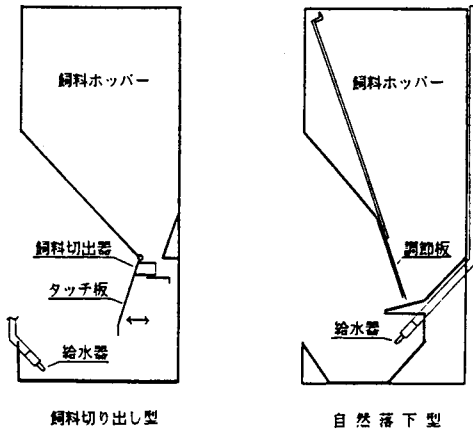 飼料ホッパー
飼料切出器
タッチ板
給水器
飼料切り出し型
飼料ホッパー
調節板
給水器
自然落下型